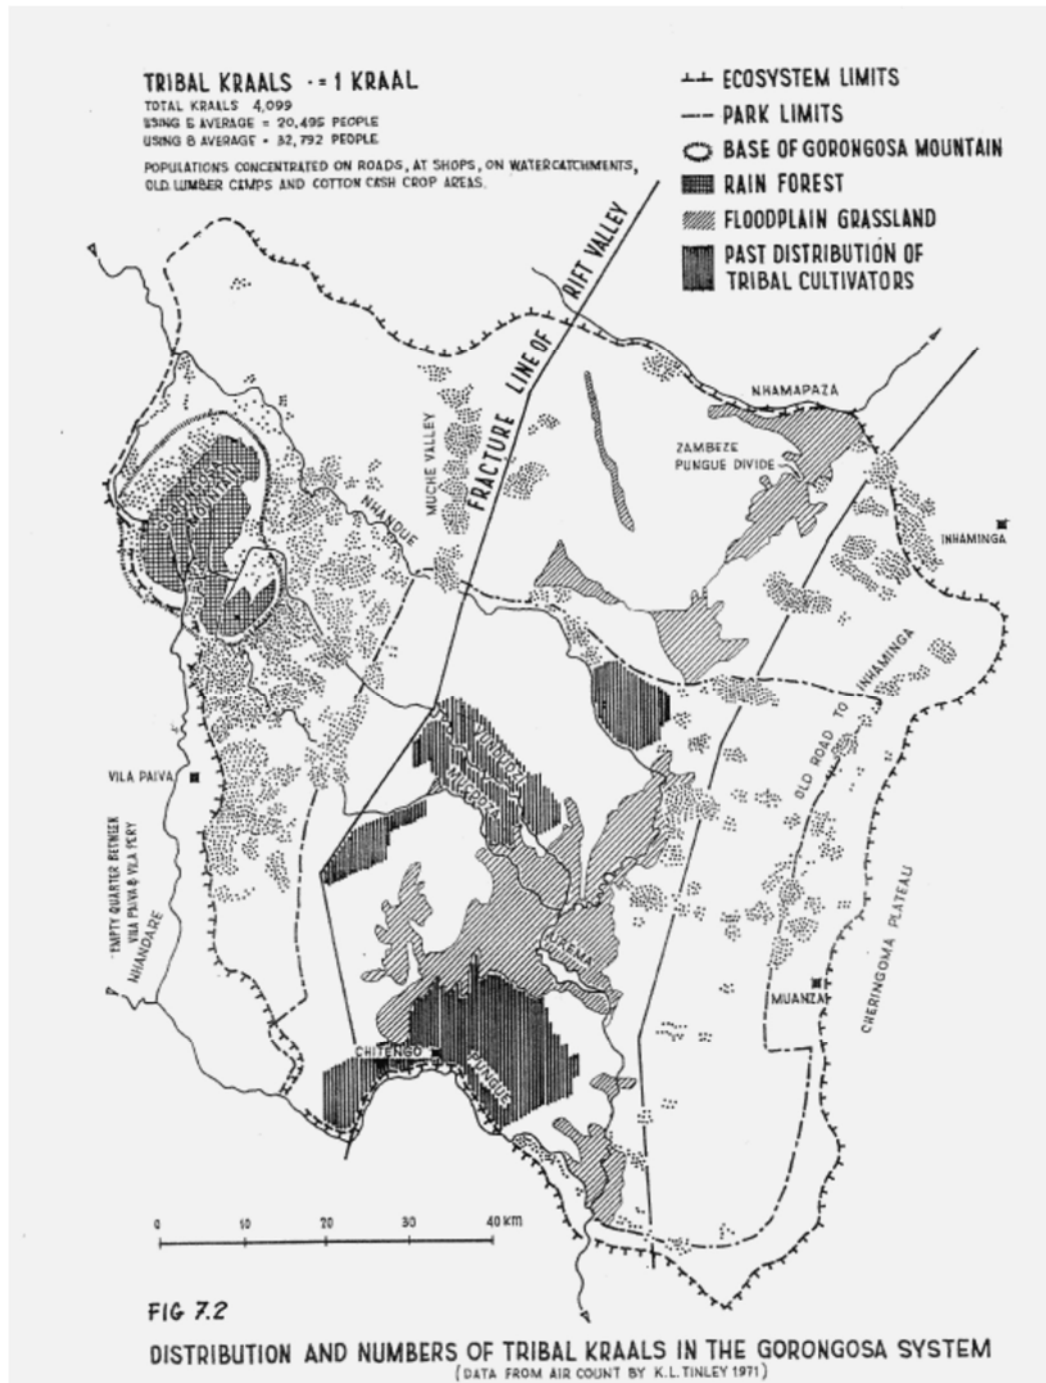 TRIBAL KRAALS · = 1 KRAAL
TOTAL KRAALS 4,099
USING 5 AVERAGE = 20,495 PEOPLE
USING 8 AVERAGE = 32,792 PEOPLE
POPULATIONS CONCENTRATED ON ROADS, AT SHOPS, ON WATERCATCHMENTS,
OLD LUMBER CAMPS AND COTTON CASH CROP AREAS.
ECOSYSTEM LIMITS
PARK LIMITS
BASE OF GORONGOSA MOUNTAIN
RAIN FOREST
FLOODPLAIN GRASSLAND
PAST DISTRIBUTION OF
TRIBAL CULTIVATORS
FRACTURE LINE OF RIFT VALLEY
NHAMAPAZA
ZAMBEZE
PUNGUE DIVIDE
MUCHE VALLEY
GORONGOSA
MOUNTAIN
NHANDUE
INHAMINGA
OLD ROAD TO INHAMINGA
VUNDUDZI
MUCODZA
VILA PAIVA
EMPTY QUARTER BETWEEN
VILA PAIVA & VILA PERY
NHANDARE
UREMA
CHERINGOMA PLATEAU
MUANZA
CHITENGO
PUNGUE
0 10 20 30 40 KM
FIG 7.2
DISTRIBUTION AND NUMBERS OF TRIBAL KRAALS IN THE GORONGOSA SYSTEM
(DATA FROM AIR COUNT BY K.L.TINLEY 1971)